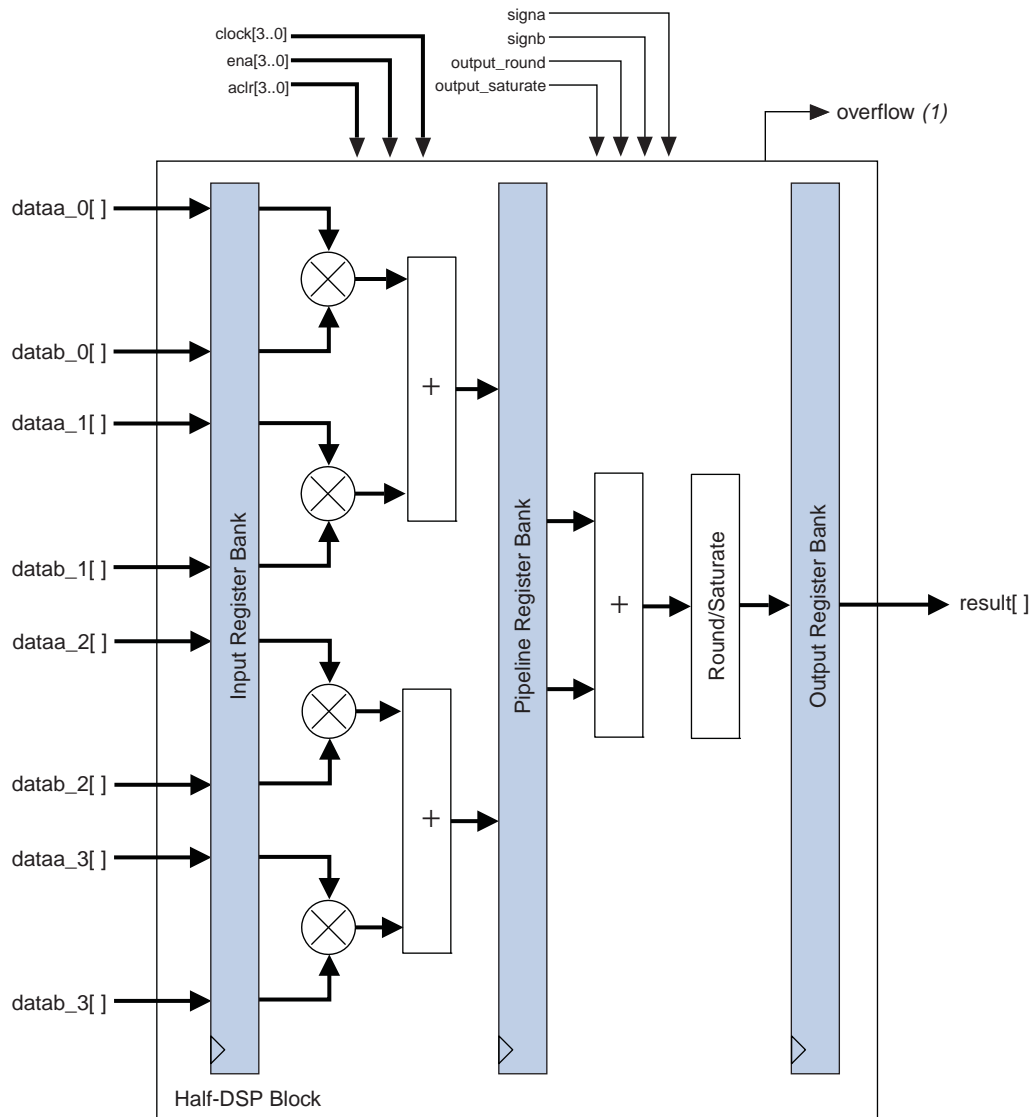 clock[3..0]
ena[3..0]
aclr[3..0]
signa
signb
output_round
output_saturate
overflow (1)
dataa_0[ ]
datab_0[ ]
dataa_1[ ]
datab_1[ ]
dataa_2[ ]
datab_2[ ]
dataa_3[ ]
datab_3[ ]
Input Register Bank
+
+
Pipeline Register Bank
+
Round/Saturate
Output Register Bank
result[ ]
Half-DSP Block